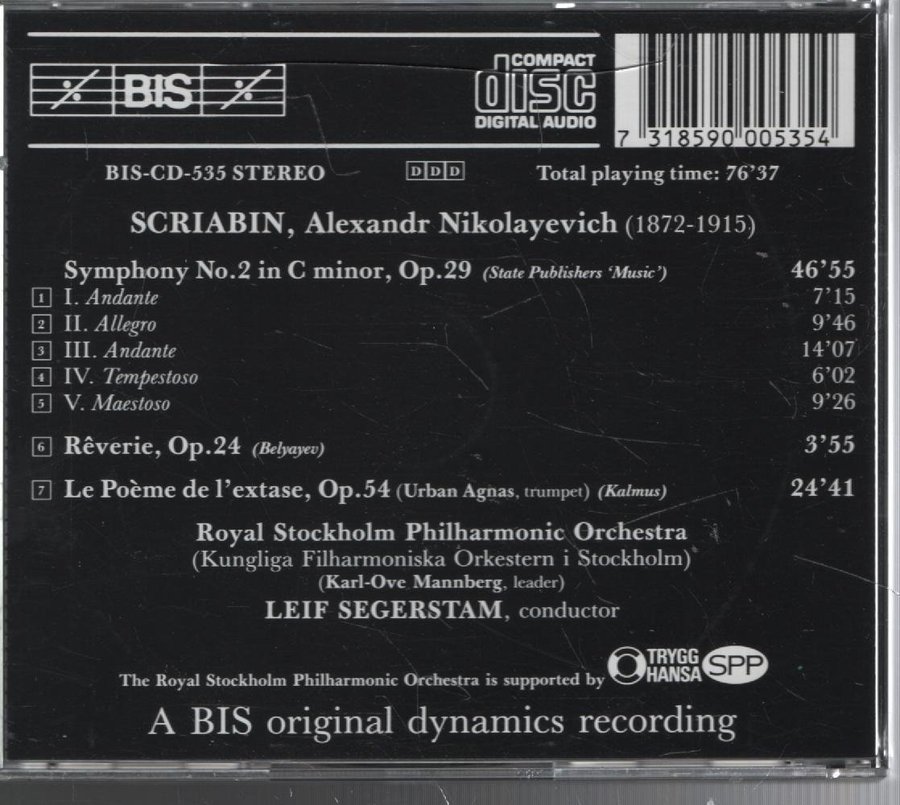 BIS
COMPACT
disc
DIGITAL AUDIO
7 318590 005354
BIS-CD-535 STEREO
DDD
Total playing time: 76’37
SCRIABIN, Alexandr Nikolayevich (1872-1915)
Symphony No.2 in C minor, Op.29 (State Publishers ‘Music’) 46’55
1 I. Andante 7’15
2 II. Allegro 9’46
3 III. Andante 14’07
4 IV. Tempestoso 6’02
5 V. Maestoso 9’26
6 Rêverie, Op.24 (Belyayev) 3’55
7 Le Poème de l’extase, Op.54 (Urban Agnas, trumpet) (Kalmus) 24’41
Royal Stockholm Philharmonic Orchestra
(Kungliga Filharmoniska Orkestern i Stockholm)
(Karl-Ove Mannberg, leader)
LEIF SEGERSTAM, conductor
The Royal Stockholm Philharmonic Orchestra is supported by TRYGG HANSA SPP
A BIS original dynamics recording